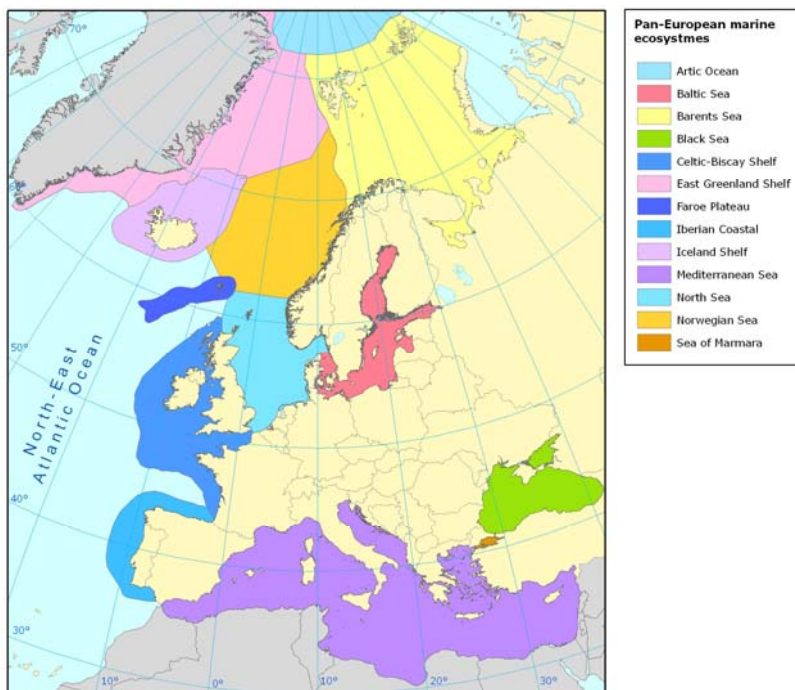 Pan-European marine
ecosystmes
Artic Ocean
Baltic Sea
Barents Sea
Black Sea
Celtic-Biscay Shelf
East Greenland Shelf
Faroe Plateau
Iberian Coastal
Iceland Shelf
Mediterranean Sea
North Sea
Norwegian Sea
Sea of Marmara
70°
60°
50°
North-East
Atlantic Ocean
40°
30°
10°
0°
10°
20°
30°